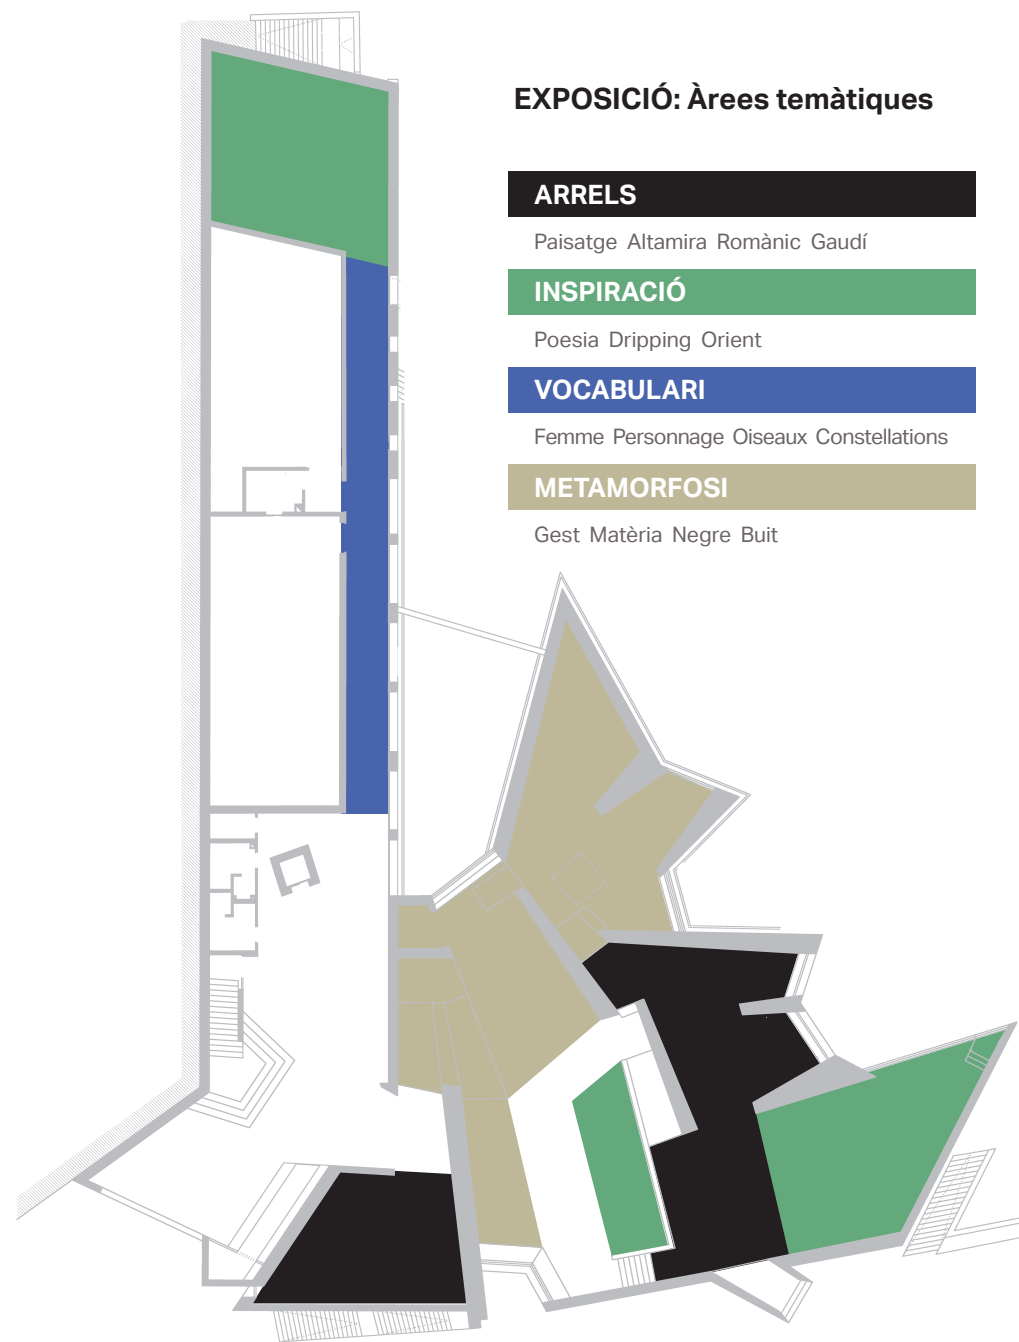 EXPOSICIÓ: Àrees temàtiques
ARRELS
Paisatge Altamira Romànic Gaudí
INSPIRACIÓ
Poesia Dripping Orient
VOCABULARI
Femme Personnage Oiseaux Constellations
METAMORFOSI
Gest Matèria Negre Buit